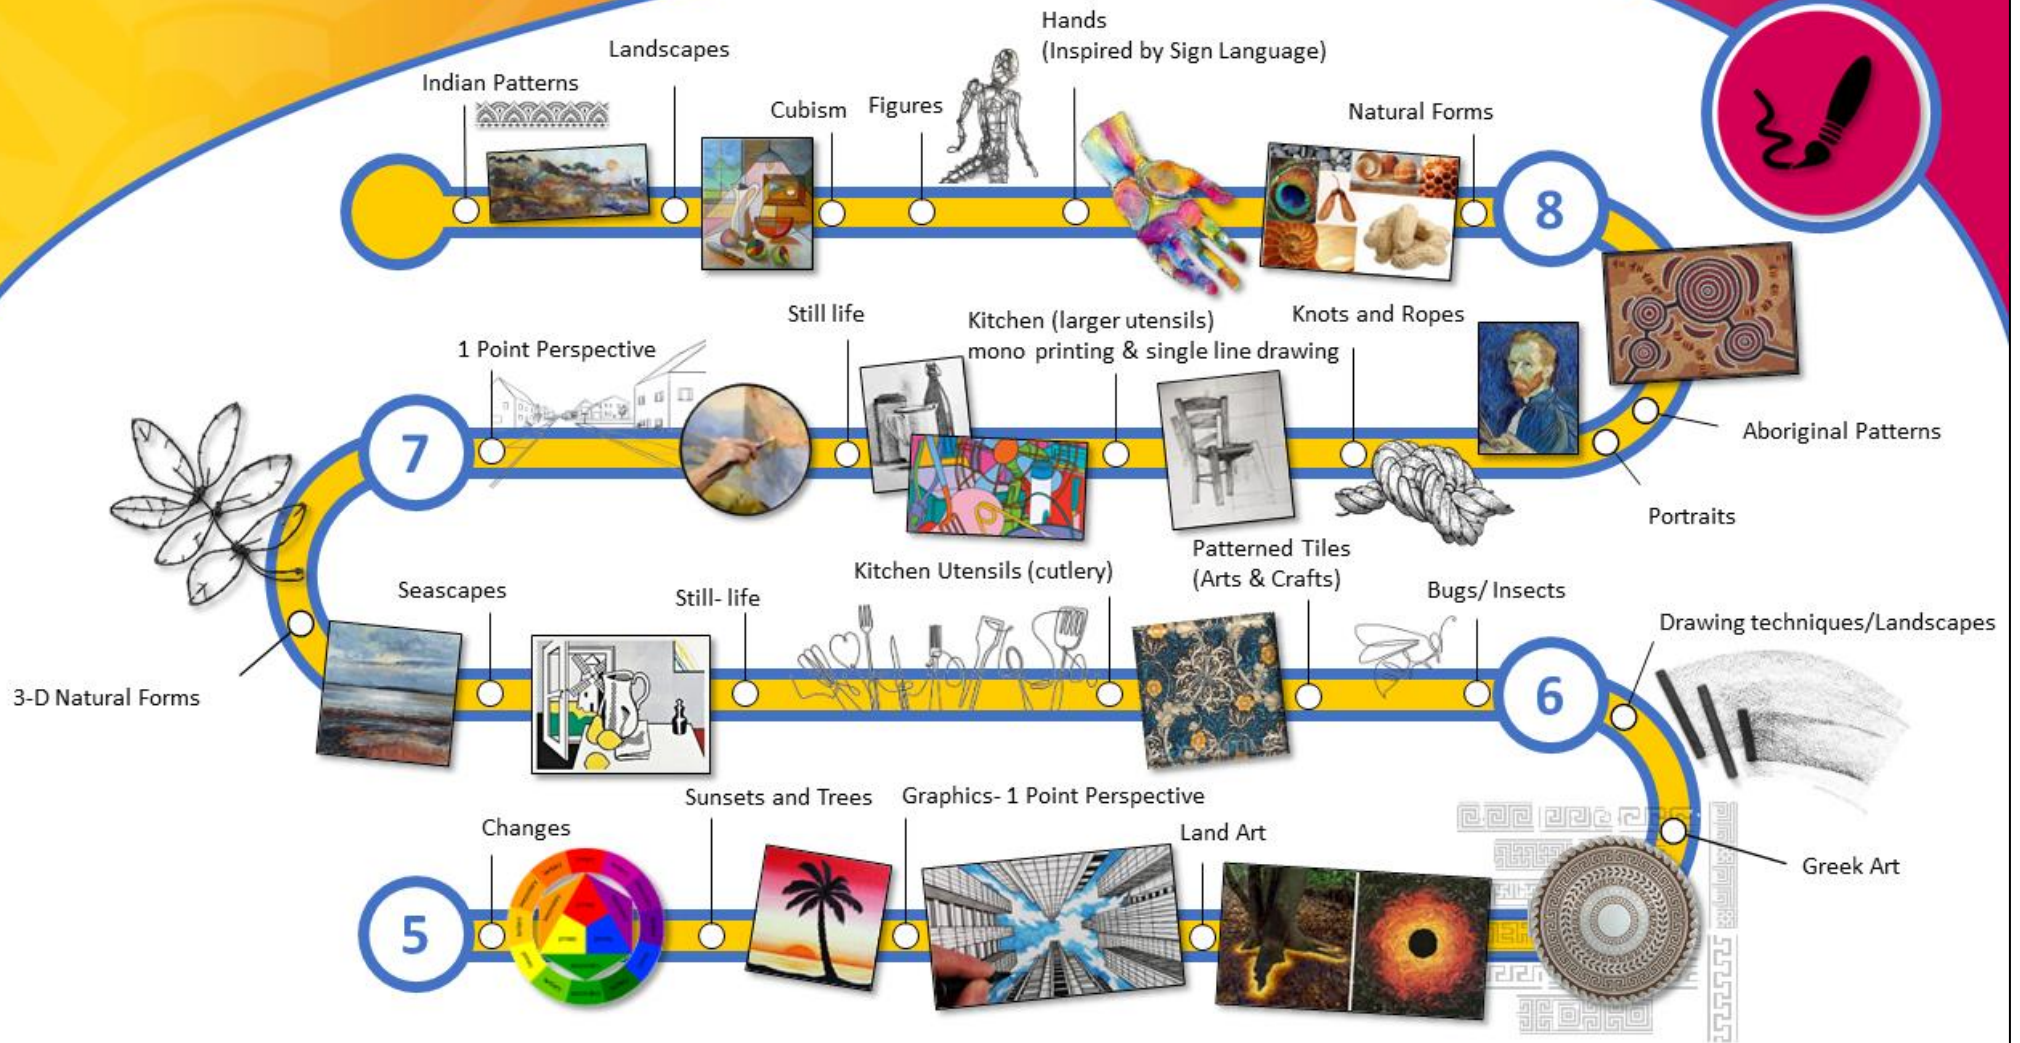 Hands
(Inspired by Sign Language)
Landscapes
Indian Patterns
Cubism
Figures
Natural Forms
8
Still life
Kitchen (larger utensils)
mono printing & single line drawing
Knots and Ropes
1 Point Perspective
7
Aboriginal Patterns
Portraits
Patterned Tiles
(Arts & Crafts)
Kitchen Utensils (cutlery)
Seascapes
Still- life
Bugs/ Insects
Drawing techniques/Landscapes
3-D Natural Forms
6
Sunsets and Trees
Graphics- 1 Point Perspective
Changes
Land Art
Greek Art
5